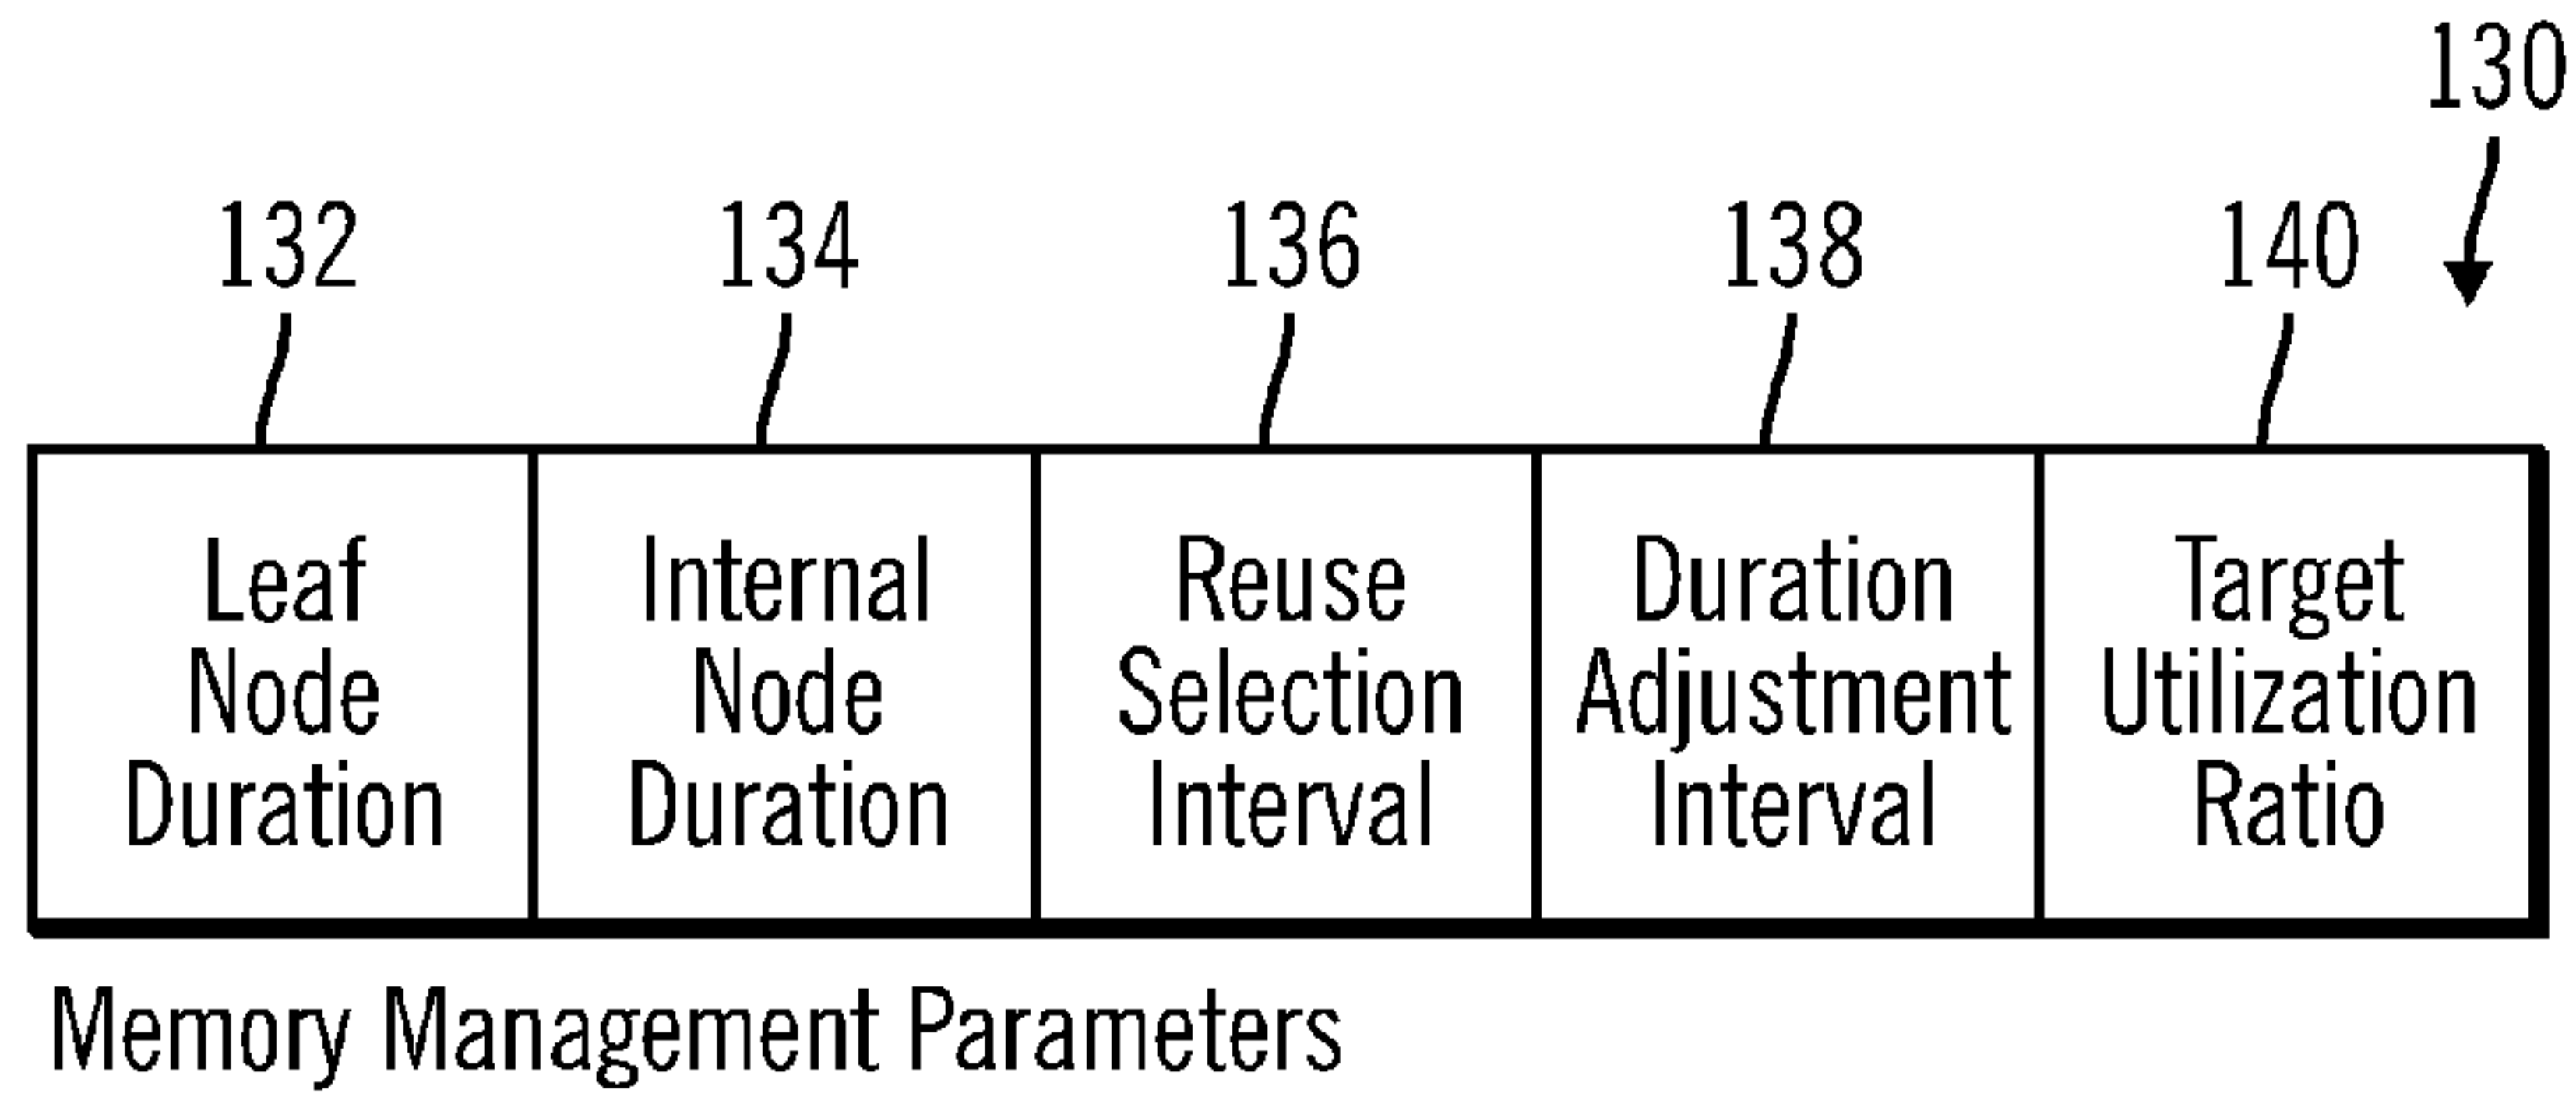 130
132
134
136
138
140
Leaf
Node
Duration
Internal
Node
Duration
Reuse
Selection
Interval
Duration
Adjustment
Interval
Target
Utilization
Ratio
Memory Management Parameters